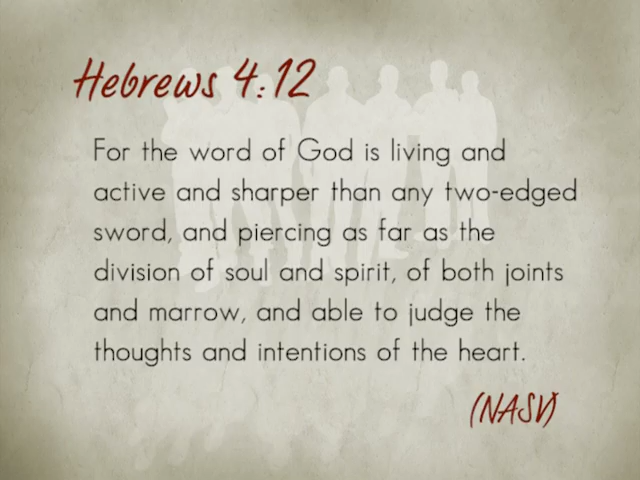 Hebrews 4:12
For the word of God is living and
active and sharper than any two-edged
sword, and piercing as far as the
division of soul and spirit, of both joints
and marrow, and able to judge the
thoughts and intentions of the heart.
(NASV)